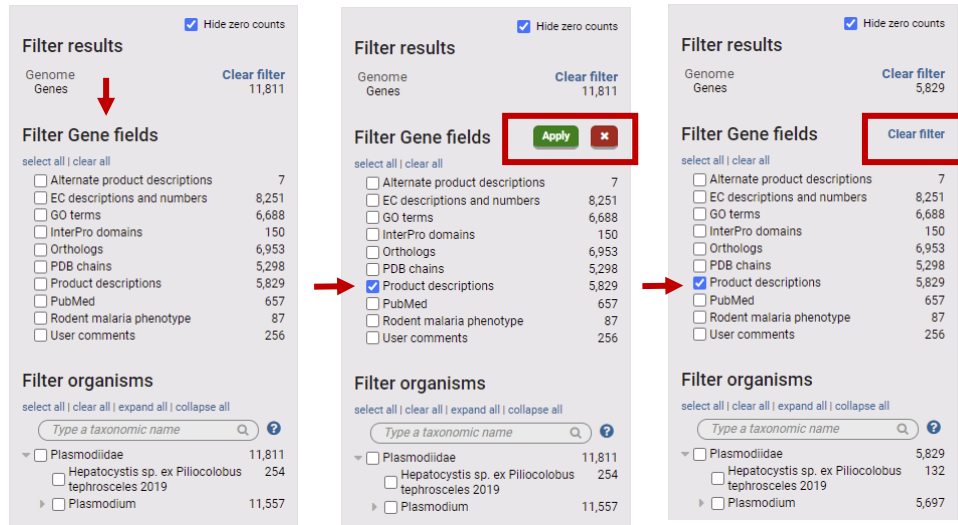 Hide zero counts
Filter results
Genome Clear filter
Genes 11,811
Filter Gene fields
select all | clear all
Alternate product descriptions 7
EC descriptions and numbers 8,251
GO terms 6,688
InterPro domains 150
Orthologs 6,953
PDB chains 5,298
Product descriptions 5,829
PubMed 657
Rodent malaria phenotype 87
User comments 256
Filter organisms
select all | clear all | expand all | collapse all
Type a taxonomic name ?
Plasmodiidae 11,811
Hepatocystis sp. ex Piliocolobus 254
tephrosceles 2019
Plasmodium 11,557
Hide zero counts
Filter results
Genome Clear filter
Genes 11,811
Filter Gene fields Apply ×
select all | clear all
Alternate product descriptions 7
EC descriptions and numbers 8,251
GO terms 6,688
InterPro domains 150
Orthologs 6,953
PDB chains 5,298
Product descriptions 5,829
PubMed 657
Rodent malaria phenotype 87
User comments 256
Filter organisms
select all | clear all | expand all | collapse all
Type a taxonomic name ?
Plasmodiidae 11,811
Hepatocystis sp. ex Piliocolobus 254
tephrosceles 2019
Plasmodium 11,557
Hide zero counts
Filter results
Genome Clear filter
Genes 5,829
Filter Gene fields Clear filter
select all | clear all
Alternate product descriptions 7
EC descriptions and numbers 8,251
GO terms 6,688
InterPro domains 150
Orthologs 6,953
PDB chains 5,298
Product descriptions 5,829
PubMed 657
Rodent malaria phenotype 87
User comments 256
Filter organisms
select all | clear all | expand all | collapse all
Type a taxonomic name ?
Plasmodiidae 5,829
Hepatocystis sp. ex Piliocolobus 132
tephrosceles 2019
Plasmodium 5,697